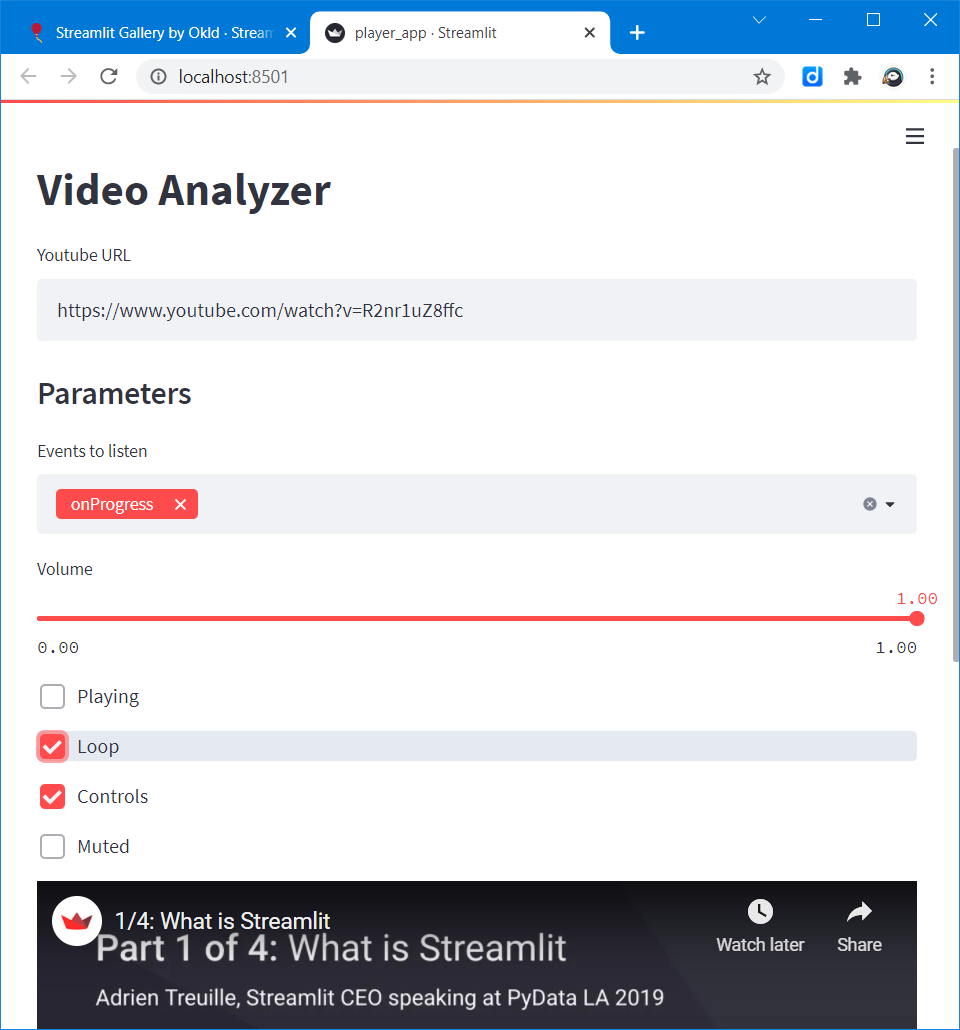 Streamlit Gallery by Okld · Stream
player_app · Streamlit
localhost:8501
Video Analyzer
Youtube URL
https://www.youtube.com/watch?v=R2nr1uZ8ffc
Parameters
Events to listen
onProgress
Volume
1.00
0.00 1.00
Playing
Loop
Controls
Muted
1/4: What is Streamlit
Watch later Share
Part 1 of 4: What is Streamlit
Adrien Treuille, Streamlit CEO speaking at PyData LA 2019